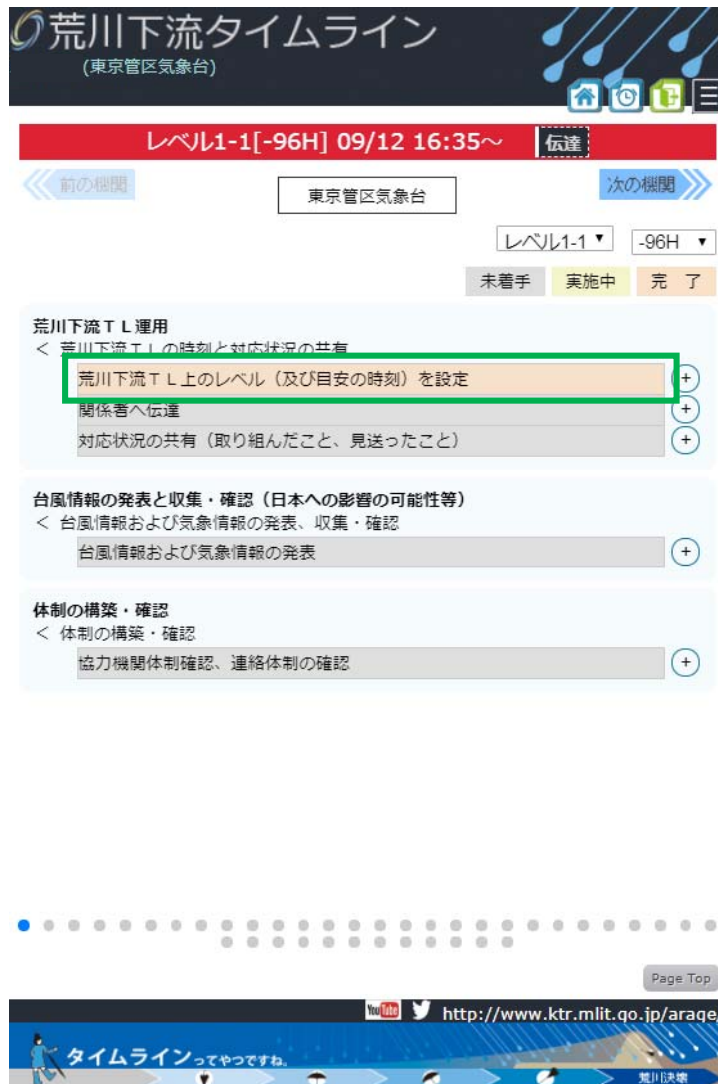 荒川下流タイムライン
(東京管区気象台)
レベル1-1[-96H] 09/12 16:35～ 伝達
前の機関 東京管区気象台 次の機関
レベル1-1 -96H
未着手 実施中 完 了
荒川下流ＴＬ運用
< 荒川下流ＴＬの時刻と対応状況の共有
荒川下流ＴＬ上のレベル（及び目安の時刻）を設定 +
関係者へ伝達 +
対応状況の共有（取り組んだこと、見送ったこと） +
台風情報の発表と収集・確認（日本への影響の可能性等）
< 台風情報および気象情報の発表、収集・確認
台風情報および気象情報の発表 +
体制の構築・確認
< 体制の構築・確認
協力機関体制確認、連絡体制の確認 +
Page Top
YouTube http://www.ktr.mlit.go.jp/arage
タイムラインってやつですね。
荒川決壊